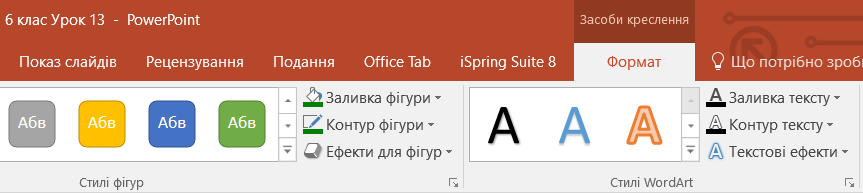 6 клас Урок 13 - PowerPoint
Засоби креслення
Показ слайдів Рецензування Подання Office Tab iSpring Suite 8 Формат Що потрібно зроби
Абв Абв Абв Абв
Заливка фігури
Контур фігури
Ефекти для фігур
Стилі фігур
A A A
Заливка тексту
Контур тексту
Текстові ефекти
Стилі WordArt